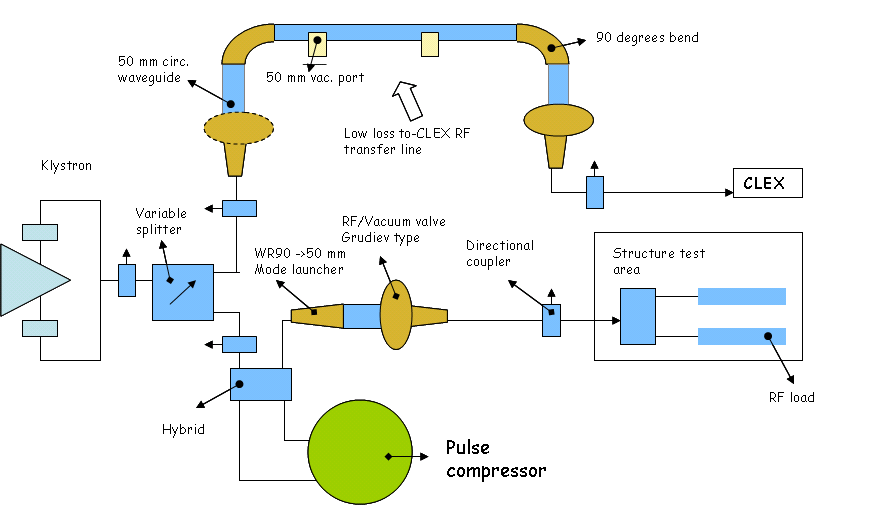 90 degrees bend
50 mm circ.
waveguide
50 mm vac. port
Low loss to-CLEX RF
transfer line
Klystron
CLEX
Variable
splitter
RF/Vacuum valve
Grudiev type
WR90 ->50 mm
Mode launcher
Directional
coupler
Structure test
area
RF load
Hybrid
Pulse
compressor